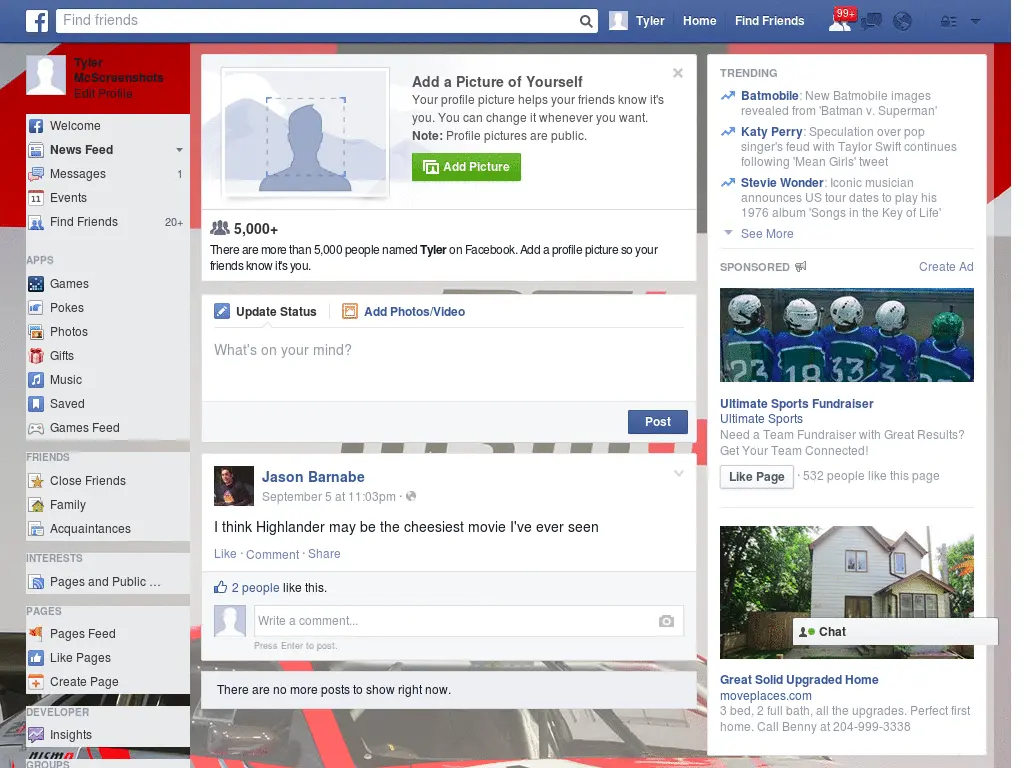 Find friends
Tyler
Home
Find Friends
99+
Tyler
McScreenshots
Edit Profile
Welcome
News Feed
Messages 1
Events
Find Friends 20+
APPS
Games
Pokes
Photos
Gifts
Music
Saved
Games Feed
FRIENDS
Close Friends
Family
Acquaintances
INTERESTS
Pages and Public ...
PAGES
Pages Feed
Like Pages
Create Page
DEVELOPER
Insights
GROUPS
Add a Picture of Yourself
Your profile picture helps your friends know it's
you. You can change it whenever you want.
Note: Profile pictures are public.
Add Picture
5,000+
There are more than 5,000 people named Tyler on Facebook. Add a profile picture so your
friends know it's you.
Update Status
Add Photos/Video
What's on your mind?
Post
Jason Barnabe
September 5 at 11:03pm ·
I think Highlander may be the cheesiest movie I've ever seen
Like · Comment · Share
2 people like this.
Write a comment...
Press Enter to post.
There are no more posts to show right now.
TRENDING
Batmobile: New Batmobile images
revealed from 'Batman v. Superman'
Katy Perry: Speculation over pop
singer's feud with Taylor Swift continues
following 'Mean Girls' tweet
Stevie Wonder: Iconic musician
announces US tour dates to play his
1976 album 'Songs in the Key of Life'
See More
SPONSORED
Create Ad
23 18 33 5
Ultimate Sports Fundraiser
Ultimate Sports
Need a Team Fundraiser with Great Results?
Get Your Team Connected!
Like Page · 532 people like this page
Chat
Great Solid Upgraded Home
moveplaces.com
3 bed, 2 full bath, all the upgrades. Perfect first
home. Call Benny at 204-999-3338